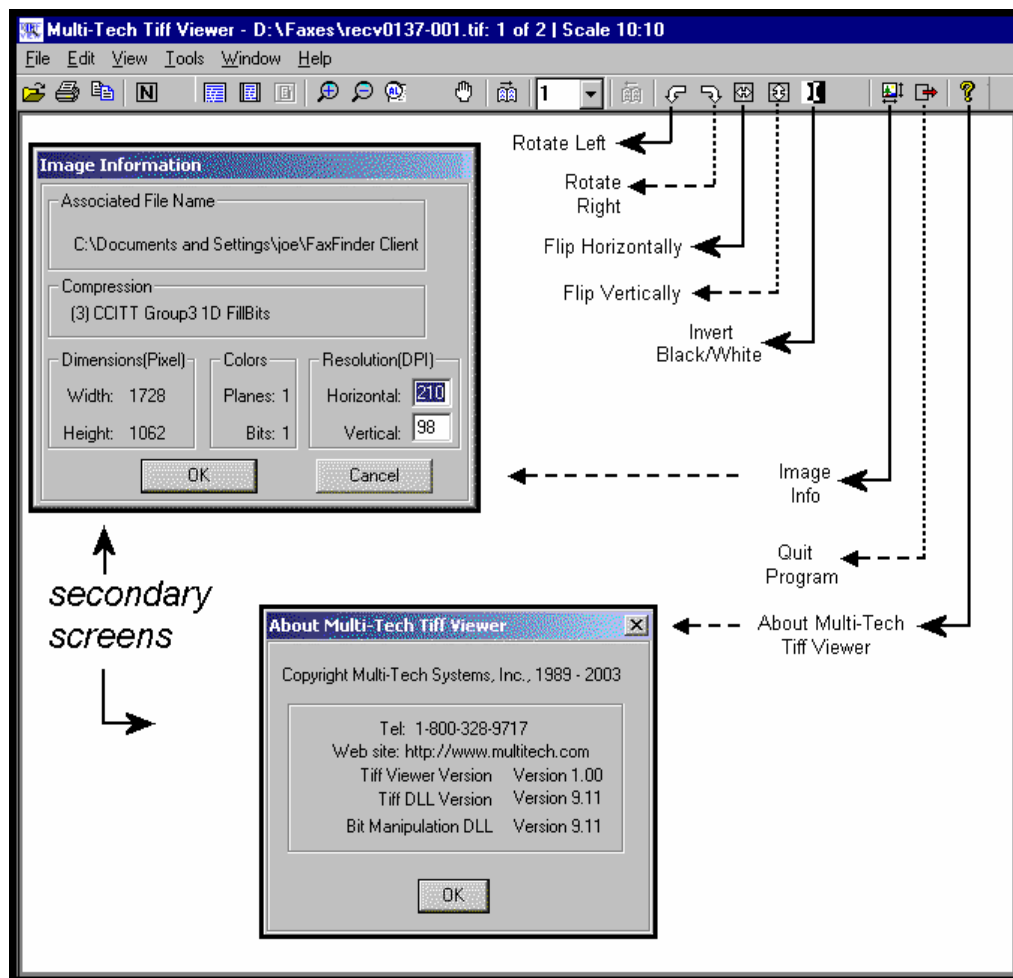 Multi-Tech Tiff Viewer - D:\Faxes\recv0137-001.tif: 1 of 2 | Scale 10:10
File Edit View Tools Window Help
N
1
Rotate Left
Rotate
Right
Flip Horizontally
Flip Vertically
Invert
Black/White
Image
Info
Quit
Program
About Multi-Tech
Tiff Viewer
Image Information
Associated File Name
C:\Documents and Settings\joe\FaxFinder Client
Compression
(3) CCITT Group3 1D FillBits
Dimensions(Pixel)
Width: 1728
Height: 1062
Colors
Planes: 1
Bits: 1
Resolution(DPI)
Horizontal: 210
Vertical: 98
OK
Cancel
secondary
screens
About Multi-Tech Tiff Viewer
Copyright Multi-Tech Systems, Inc., 1989 - 2003
Tel: 1-800-328-9717
Web site: http://www.multitech.com
Tiff Viewer Version Version 1.00
Tiff DLL Version Version 9.11
Bit Manipulation DLL Version 9.11
OK